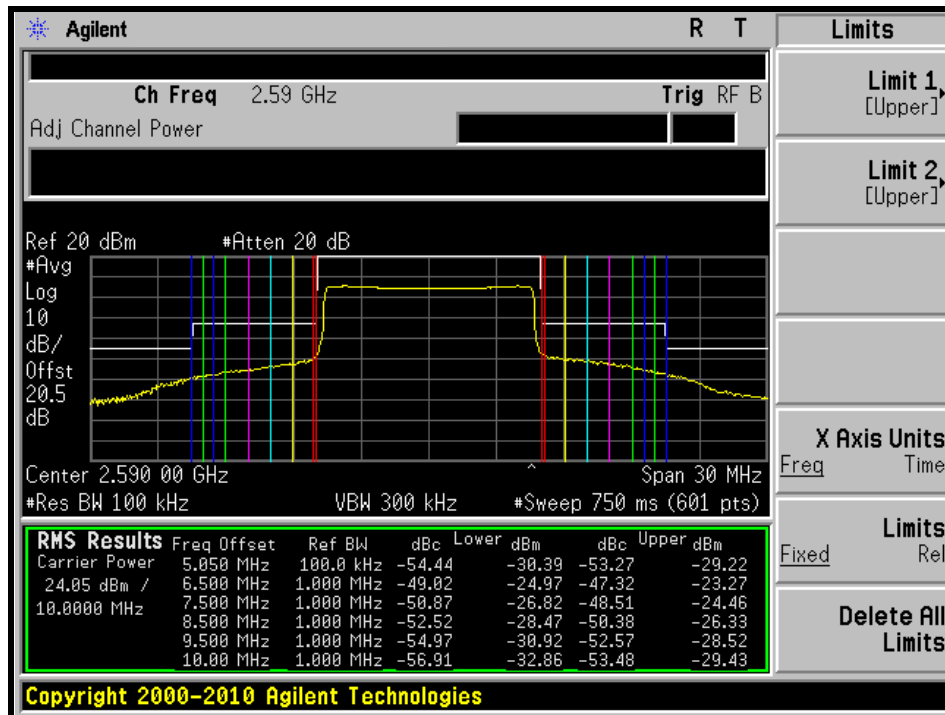 Agilent R T Limits
Limit 1
[Upper]
Ch Freq 2.59 GHz Trig RF B
Adj Channel Power
Limit 2
[Upper]
Ref 20 dBm #Atten 20 dB
#Avg
Log
10
dB/
Offst
20.5
dB
Center 2.590 00 GHz Span 30 MHz
#Res BW 100 kHz VBW 300 kHz #Sweep 750 ms (601 pts)
X Axis Units
Freq Time
Limits
Fixed Rel
Delete All
Limits
RMS Results Freq Offset Ref BW dBc Lower dBm dBc Upper dBm
Carrier Power 5.050 MHz 100.0 kHz -54.44 -30.39 -53.27 -29.22
24.05 dBm / 6.500 MHz 1.000 MHz -49.02 -24.97 -47.32 -23.27
10.0000 MHz 7.500 MHz 1.000 MHz -50.87 -26.82 -48.51 -24.46
8.500 MHz 1.000 MHz -52.52 -28.47 -50.38 -26.33
9.500 MHz 1.000 MHz -54.97 -30.92 -52.57 -28.52
10.00 MHz 1.000 MHz -56.91 -32.86 -53.48 -29.43
Copyright 2000-2010 Agilent Technologies